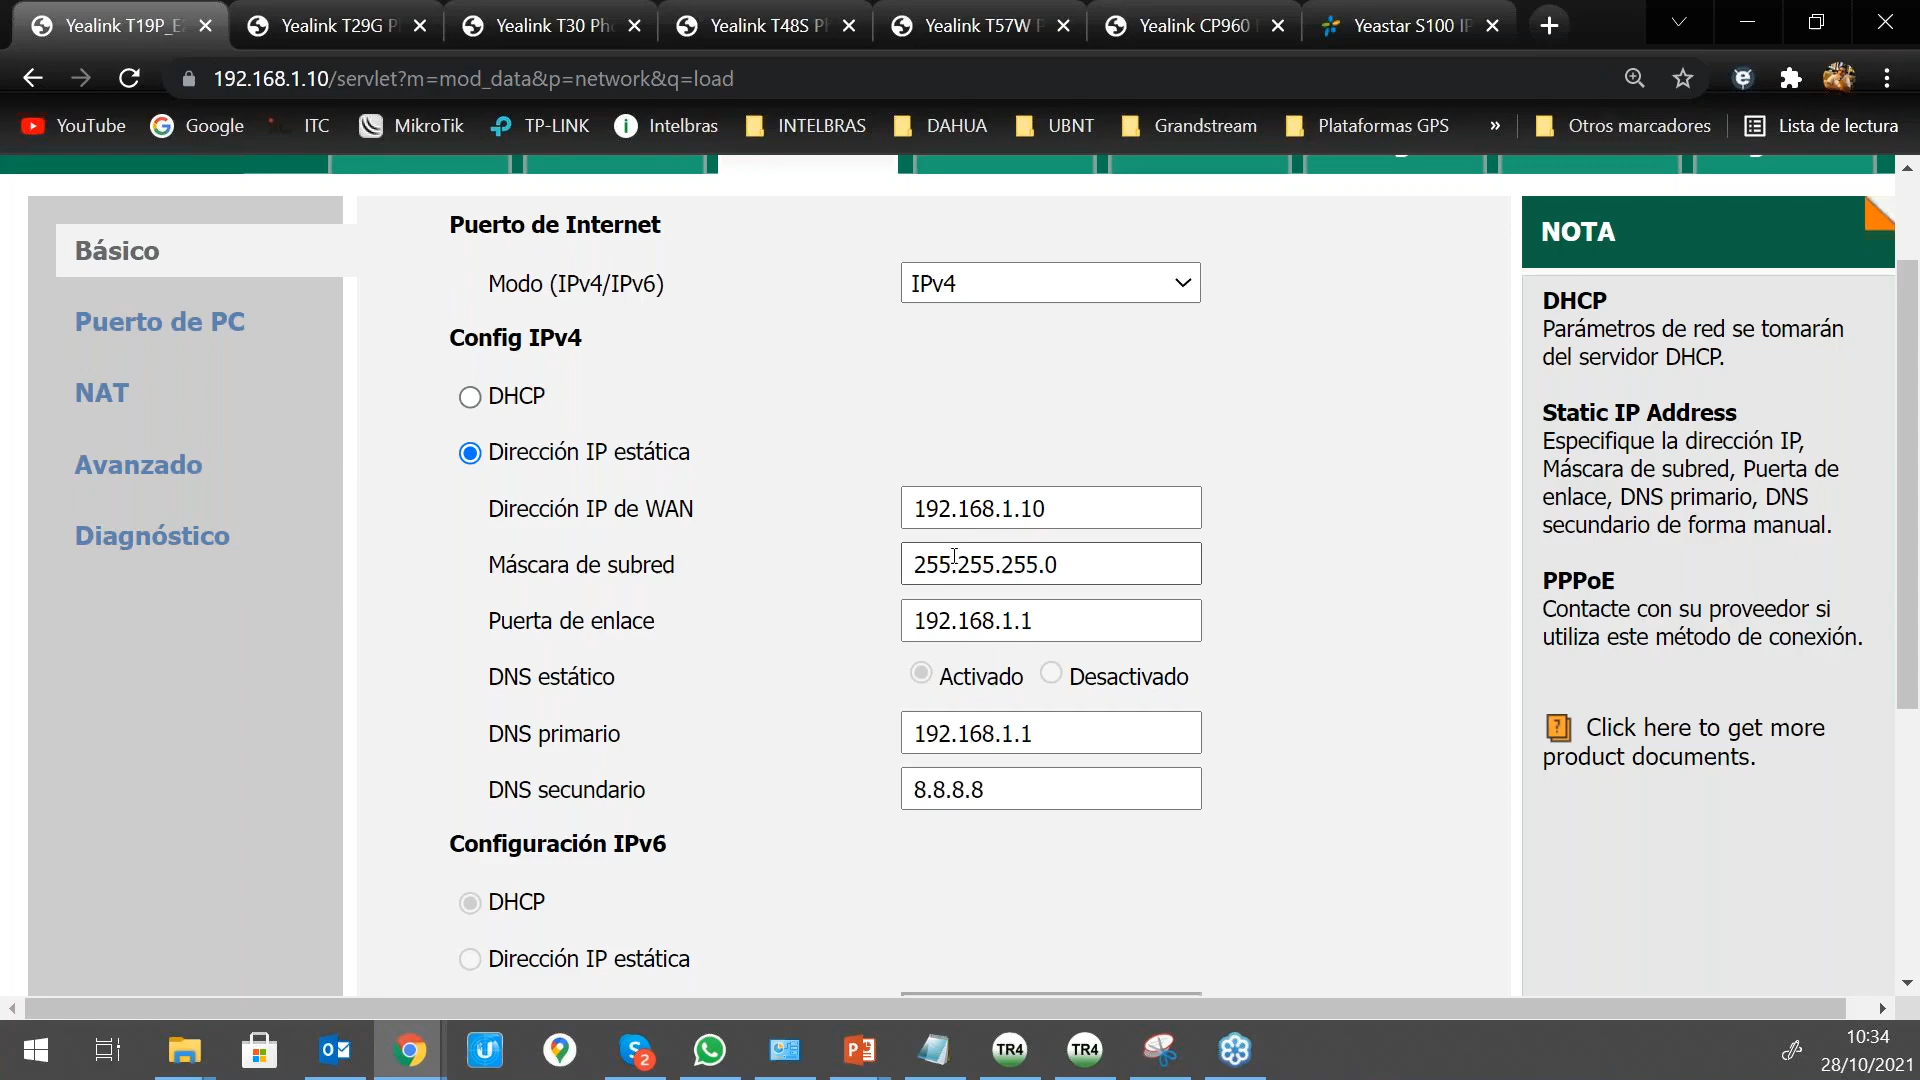 Yealink T19P_E
Yealink T29G P
Yealink T30 Pho
Yealink T48S P
Yealink T57W P
Yealink CP960
Yeastar S100 IP
192.168.1.10/servlet?m=mod_data&p=network&q=load
YouTube
Google
ITC
MikroTik
TP-LINK
Intelbras
INTELBRAS
DAHUA
UBNT
Grandstream
Plataformas GPS
»
Otros marcadores
Lista de lectura
Básico
Puerto de PC
NAT
Avanzado
Diagnóstico
Puerto de Internet
Modo (IPv4/IPv6) IPv4
Config IPv4
DHCP
Dirección IP estática
Dirección IP de WAN 192.168.1.10
Máscara de subred 255.255.255.0
Puerta de enlace 192.168.1.1
DNS estático Activado Desactivado
DNS primario 192.168.1.1
DNS secundario 8.8.8.8
Configuración IPv6
DHCP
Dirección IP estática
NOTA
DHCP
Parámetros de red se tomarán
del servidor DHCP.
Static IP Address
Especifique la dirección IP,
Máscara de subred, Puerta de
enlace, DNS primario, DNS
secundario de forma manual.
PPPoE
Contacte con su proveedor si
utiliza este método de conexión.
Click here to get more
product documents.
2
TR4
TR4
10:34
28/10/2021